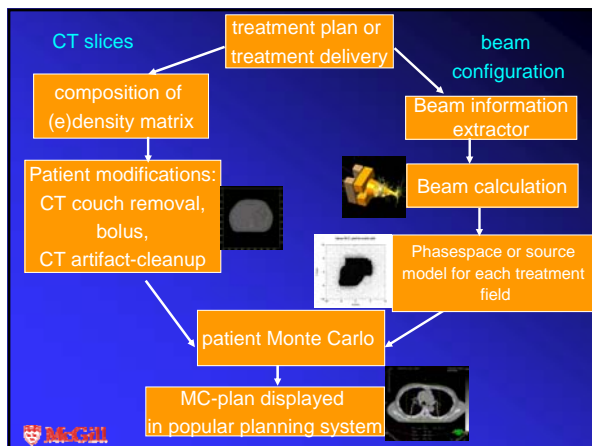 CT slices
treatment plan or
treatment delivery
beam
configuration
composition of
(e)density matrix
Beam information
extractor
Patient modifications:
CT couch removal,
bolus,
CT artifact-cleanup
Beam calculation
Phasespace or source
model for each treatment
field
patient Monte Carlo
MC-plan displayed
in popular planning system
McGill